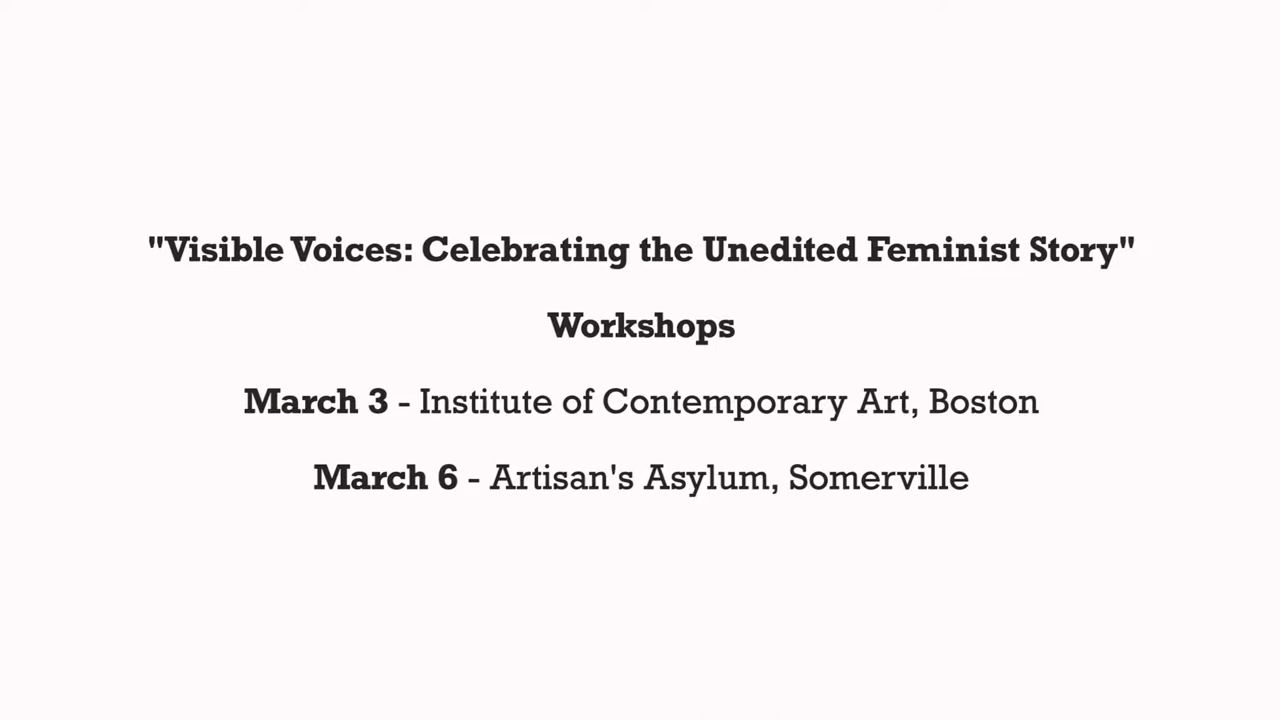 "Visible Voices: Celebrating the Unedited Feminist Story"
Workshops
March 3 - Institute of Contemporary Art, Boston
March 6 - Artisan's Asylum, Somerville